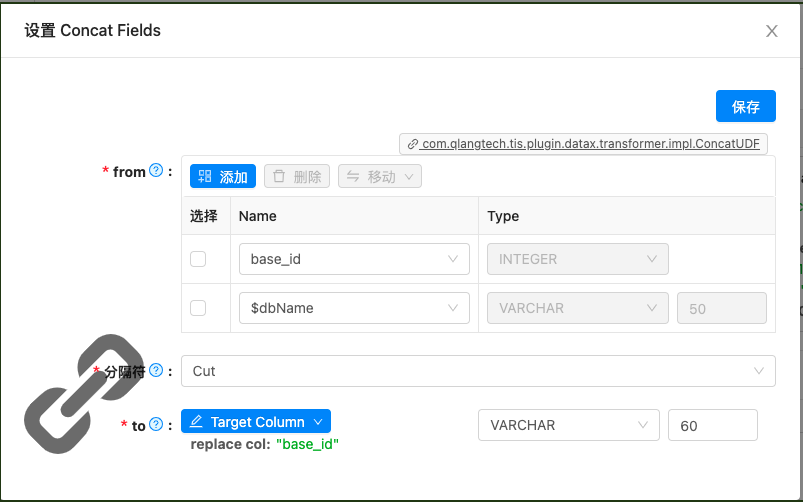 设置 Concat Fields
保存
com.qlangtech.tis.plugin.datax.transformer.impl.ConcatUDF
* from ? :
添加 删除 移动
选择 Name Type
base_id INTEGER
$dbName VARCHAR 50
* 分隔符 ? : Cut
* to ? : Target Column VARCHAR 60
replace col: "base_id"